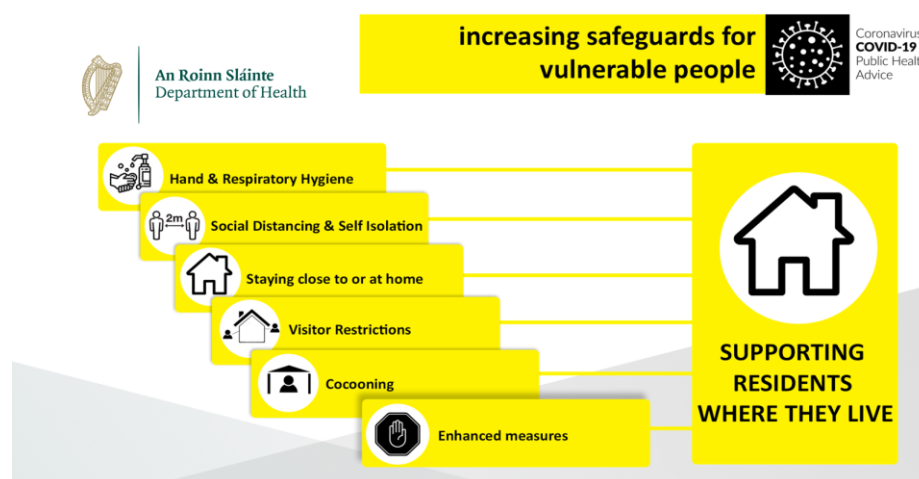 increasing safeguards for
vulnerable people
Coronavirus
COVID-19
Public Health
Advice
An Roinn Sláinte
Department of Health
Hand & Respiratory Hygiene
2m
Social Distancing & Self Isolation
Staying close to or at home
Visitor Restrictions
Cocooning
Enhanced measures
SUPPORTING
RESIDENTS
WHERE THEY LIVE